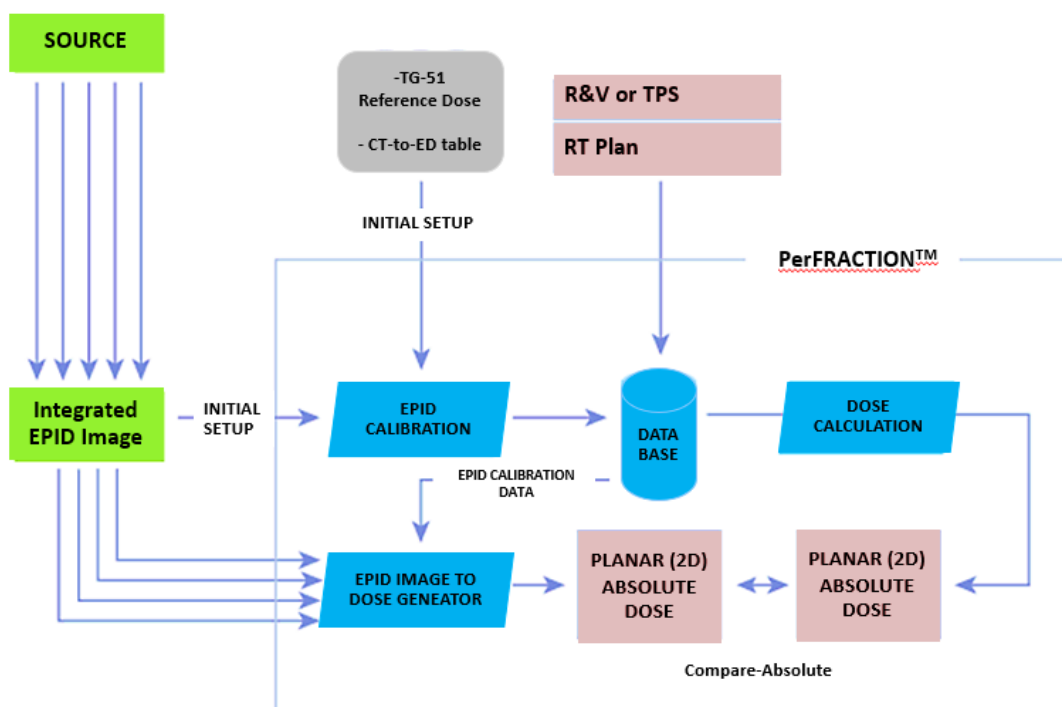 SOURCE
-TG-51
Reference Dose
- CT-to-ED table
R&V or TPS
RT Plan
INITIAL SETUP
PerFRACTION™
Integrated
EPID Image
INITIAL
SETUP
EPID
CALIBRATION
DATA
BASE
DOSE
CALCULATION
EPID CALIBRATION
DATA
EPID IMAGE TO
DOSE GENEATOR
PLANAR (2D)
ABSOLUTE
DOSE
PLANAR (2D)
ABSOLUTE
DOSE
Compare-Absolute